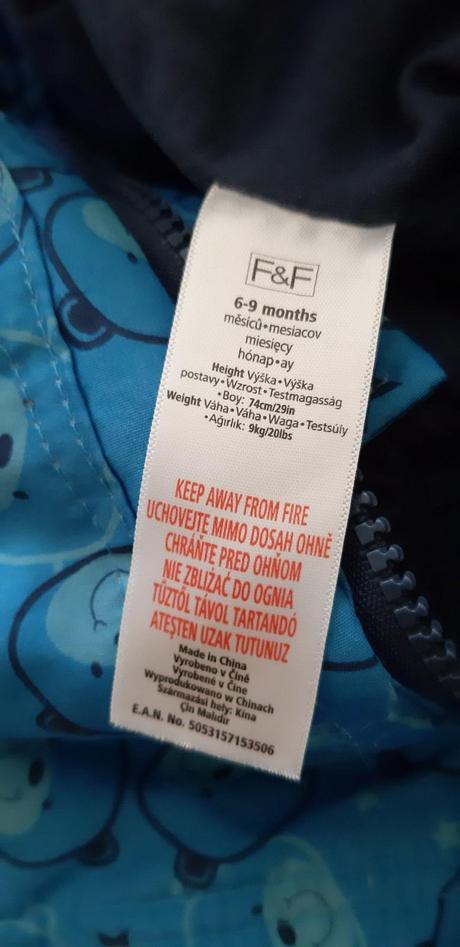 F&F
6-9 months
měsíců•mesiacov
miesięcy
hónap•ay
Height Výška•Výška
postavy•Wzrost•Testmagasság
•Boy: 74cm/29in
Weight Váha•Váha•Waga•Testsúly
•Ağırlık: 9kg/20lbs
KEEP AWAY FROM FIRE
UCHOVEJTE MIMO DOSAH OHNĚ
CHRÁŇTE PRED OHŇOM
NIE ZBLIŻAĆ DO OGNIA
TŰZTŐL TÁVOL TARTANDÓ
ATEŞTEN UZAK TUTUNUZ
Made in China
Vyrobeno v Číně
Vyrobené v Číne
Wyprodukowano w Chinach
Származási hely: Kína
Çin Malıdır
E.A.N. No. 5053157153506